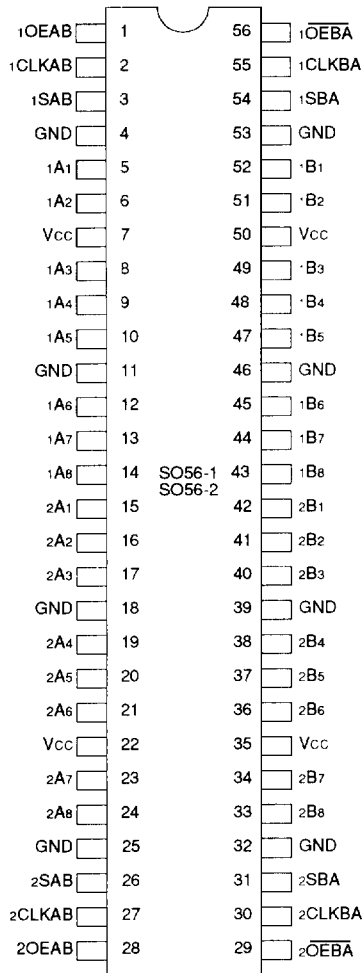 1OEAB 1 56 1OEBA
1CLKAB 2 55 1CLKBA
1SAB 3 54 1SBA
GND 4 53 GND
1A1 5 52 1B1
1A2 6 51 1B2
VCC 7 50 VCC
1A3 8 49 1B3
1A4 9 48 1B4
1A5 10 47 1B5
GND 11 46 GND
1A6 12 45 1B6
1A7 13 44 1B7
1A8 14 SO56-1 43 1B8
SO56-2
2A1 15 42 2B1
2A2 16 41 2B2
2A3 17 40 2B3
GND 18 39 GND
2A4 19 38 2B4
2A5 20 37 2B5
2A6 21 36 2B6
VCC 22 35 VCC
2A7 23 34 2B7
2A8 24 33 2B8
GND 25 32 GND
2SAB 26 31 2SBA
2CLKAB 27 30 2CLKBA
2OEAB 28 29 2OEBA